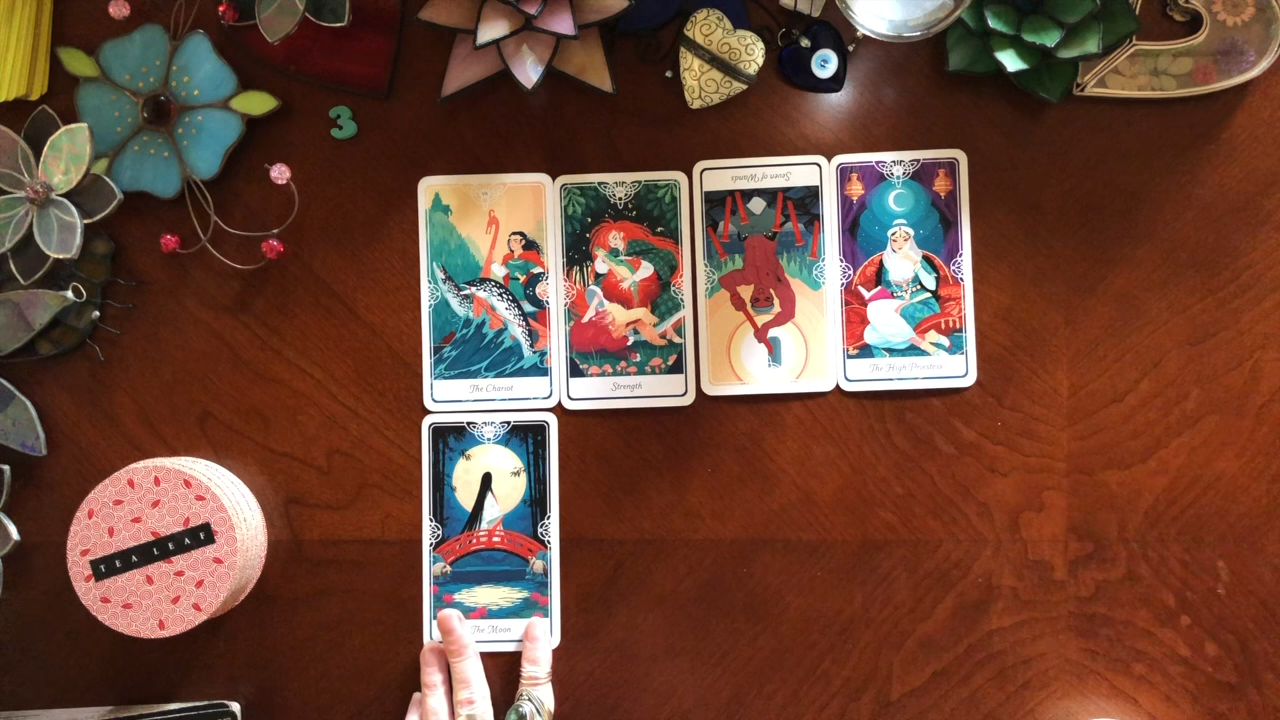 3
Seven of Wands
The Chariot
Strength
The High Priestess
The Moon
TEA LEAF